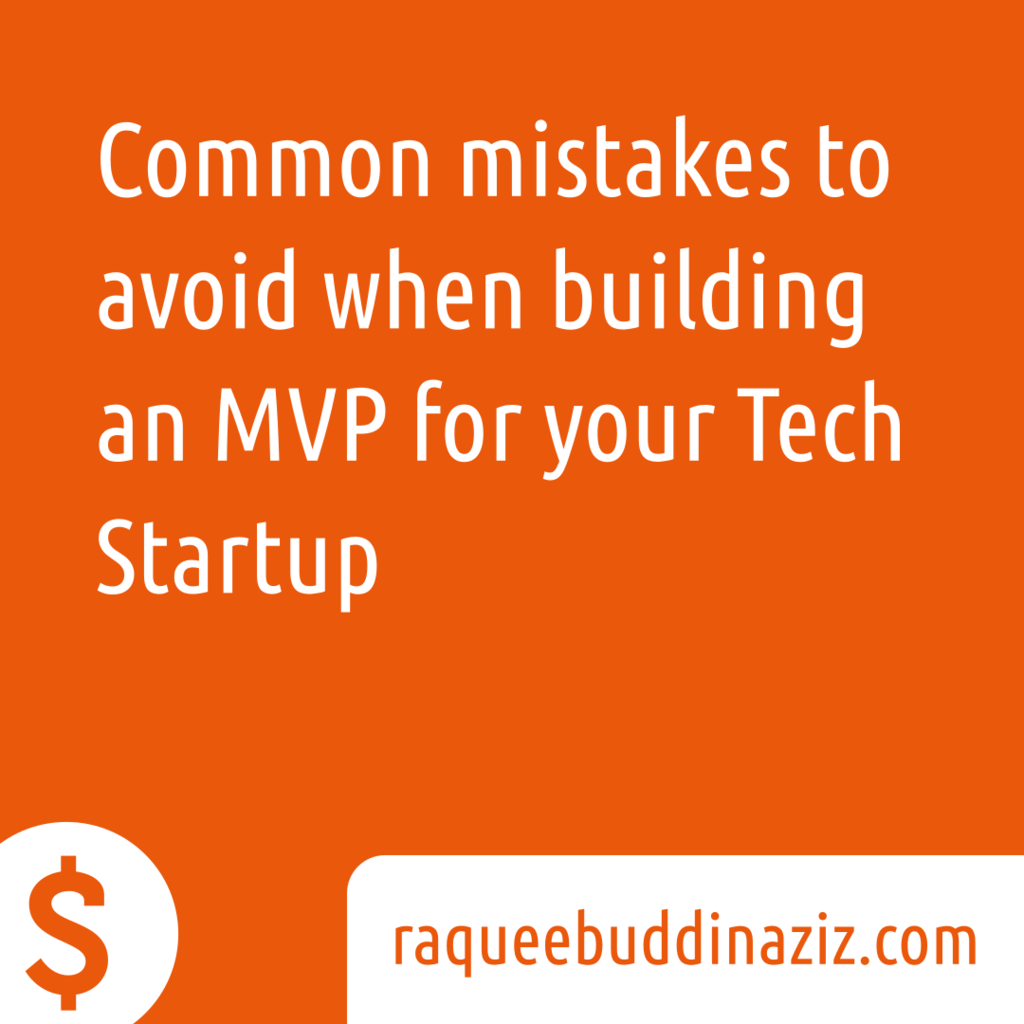 Common mistakes to
avoid when building
an MVP for your Tech
Startup
$
raqueebuddinaziz.com